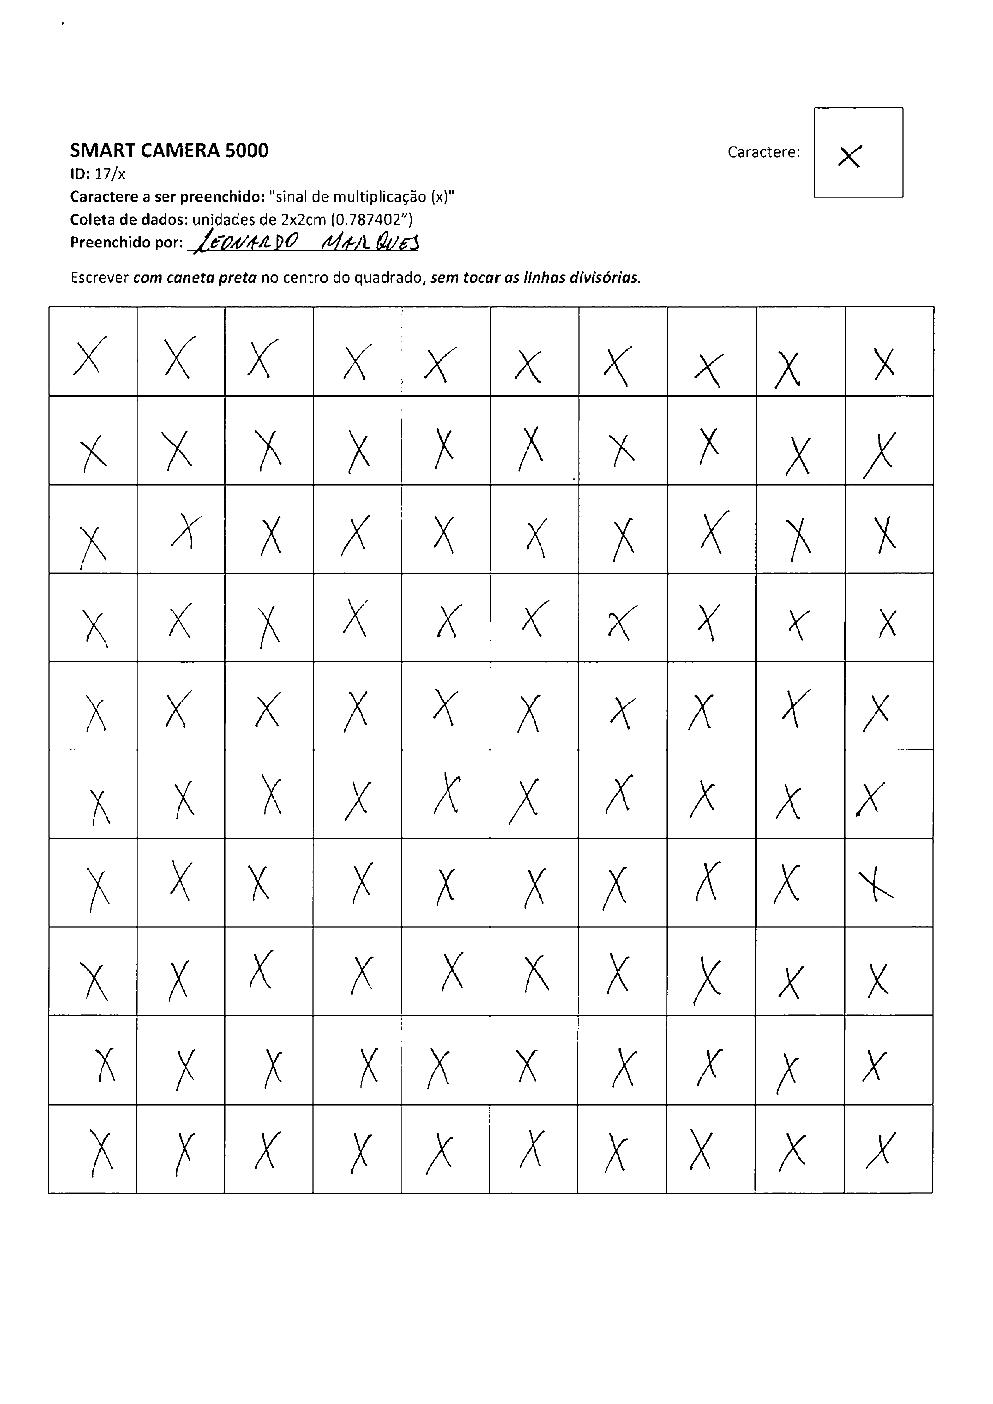 SMART CAMERA 5000
ID: 17/x
Caractere a ser preenchido: "sinal de multiplicação (x)"
Coleta de dados: unidades de 2x2cm (0.787402")
Preenchido por: LEONARDO MARQUES
Caractere: x
Escrever com caneta preta no centro do quadrado, sem tocar as linhas divisórias.
x x x x x x x x x x
x x x x x x x x x x
x x x x x x x x x x
x x x x x x x x x x
x x x x x x x x x x
x x x x x x x x x x
x x x x x x x x x x
x x x x x x x x x x
x x x x x x x x x x
x x x x x x x x x x